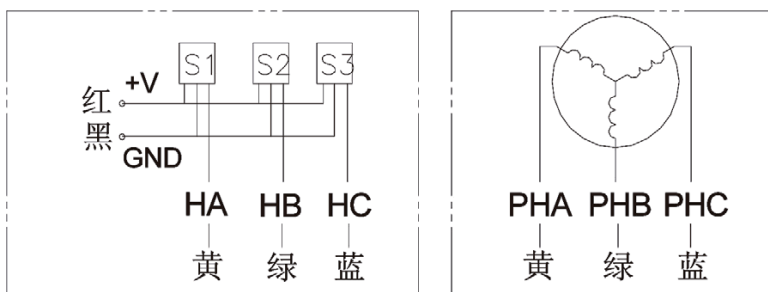 S1 S2 S3
红 +V
黑 GND
HA HB HC
黄 绿 蓝
PHA PHB PHC
黄 绿 蓝